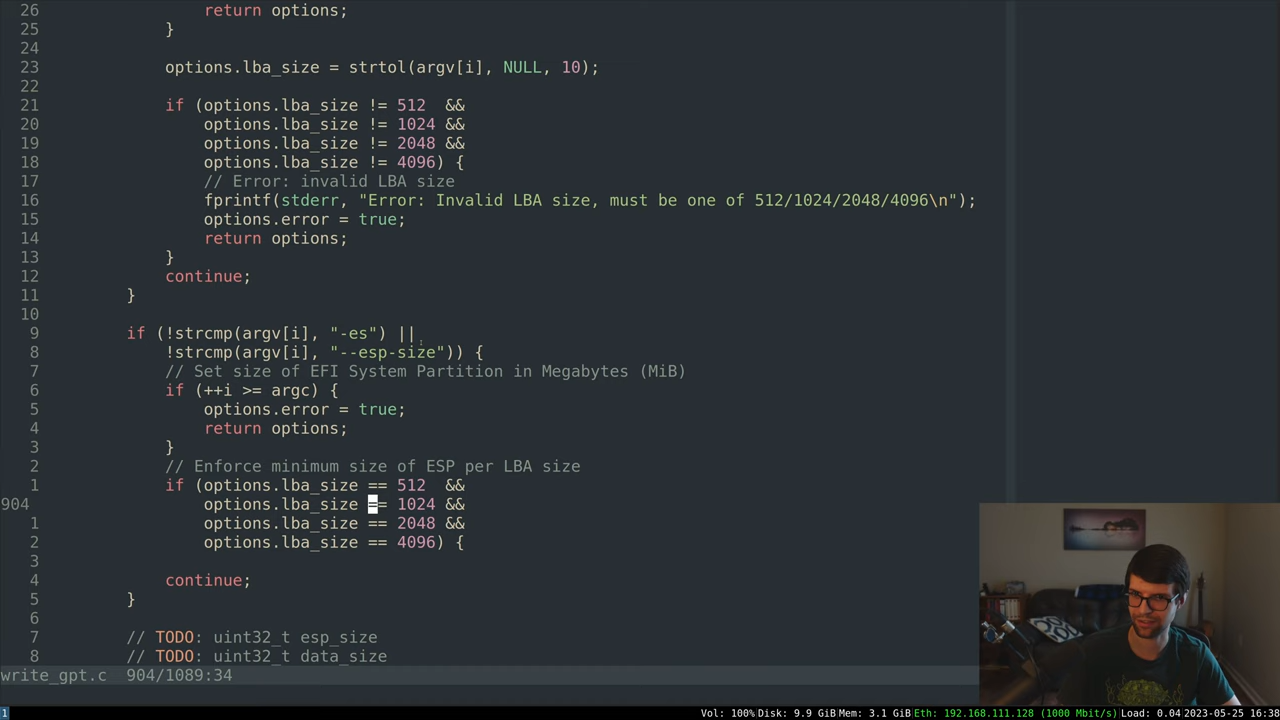 26                 return options;
25             }
24
23             options.lba_size = strtol(argv[i], NULL, 10);
22
21             if (options.lba_size != 512  &&
20                 options.lba_size != 1024 &&
19                 options.lba_size != 2048 &&
18                 options.lba_size != 4096) {
17                 // Error: invalid LBA size
16                 fprintf(stderr, "Error: Invalid LBA size, must be one of 512/1024/2048/4096\n");
15                 options.error = true;
14                 return options;
13             }
12             continue;
11         }
10
9         if (!strcmp(argv[i], "-es") ||
8             !strcmp(argv[i], "--esp-size")) {
7             // Set size of EFI System Partition in Megabytes (MiB)
6             if (++i >= argc) {
5                 options.error = true;
4                 return options;
3             }
2             // Enforce minimum size of ESP per LBA size
1             if (options.lba_size == 512  &&
904                 options.lba_size == 1024 &&
1                 options.lba_size == 2048 &&
2                 options.lba_size == 4096) {
3
4             continue;
5         }
6
7         // TODO: uint32_t esp_size
8         // TODO: uint32_t data_size
write_gpt.c  904/1089:34
1 Vol: 100% Disk: 9.9 GiB Mem: 3.1 GiB Eth: 192.168.111.128 (1000 Mbit/s) Load: 0.04 2023-05-25 16:38